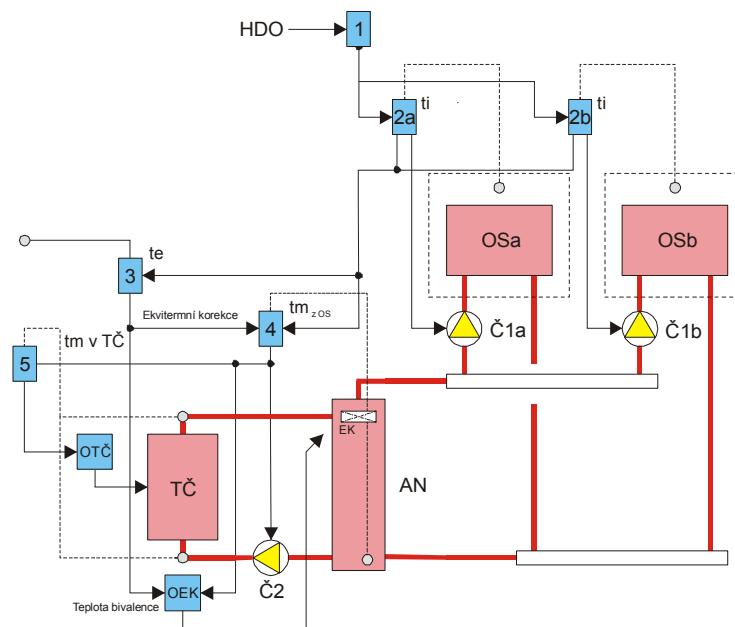 HDO
1
2a
ti
2b
ti
OSa
OSb
te
3
Ekvitermní korekce
4
tm z OS
Č1a
Č1b
tm v TČ
5
OTČ
TČ
EK
AN
Č2
OEK
Teplota bivalence